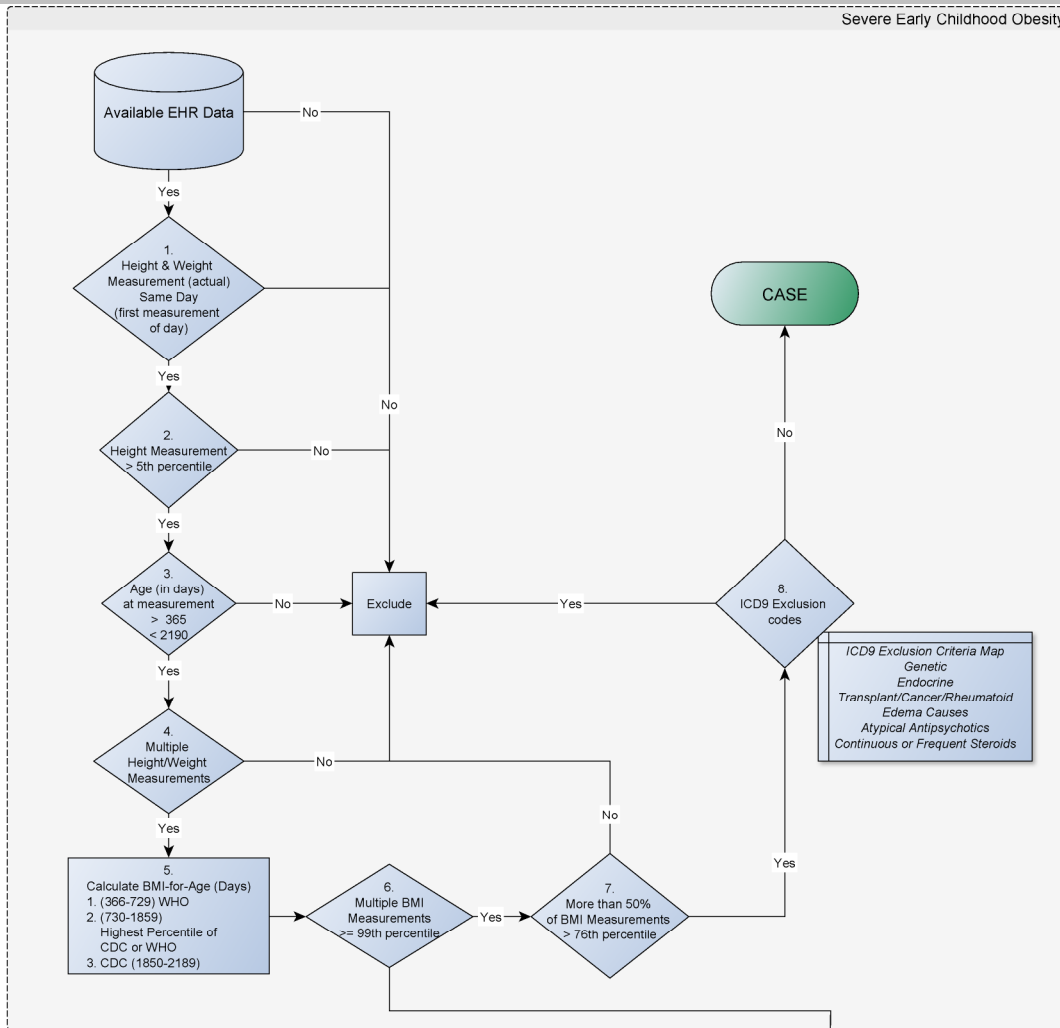 Severe Early Childhood Obesity
Available EHR Data
No
Yes
1.
Height & Weight
Measurement (actual)
Same Day
(first measurement
of day)
CASE
Yes
No
2.
Height Measurement
> 5th percentile
No
No
Yes
3.
Age (in days)
at measurement
> 365
< 2190
No
Exclude
Yes
8.
ICD9 Exclusion
codes
ICD9 Exclusion Criteria Map
Genetic
Endocrine
Transplant/Cancer/Rheumatoid
Edema Causes
Atypical Antipsychotics
Continuous or Frequent Steroids
Yes
4.
Multiple
Height/Weight
Measurements
No
No
Yes
Yes
5.
Calculate BMI-for-Age (Days)
1. (366-729) WHO
2. (730-1859)
Highest Percentile of
CDC or WHO
3. CDC (1850-2189)
6.
Multiple BMI
Measurements
>= 99th percentile
Yes
7.
More than 50%
of BMI Measurements
> 76th percentile